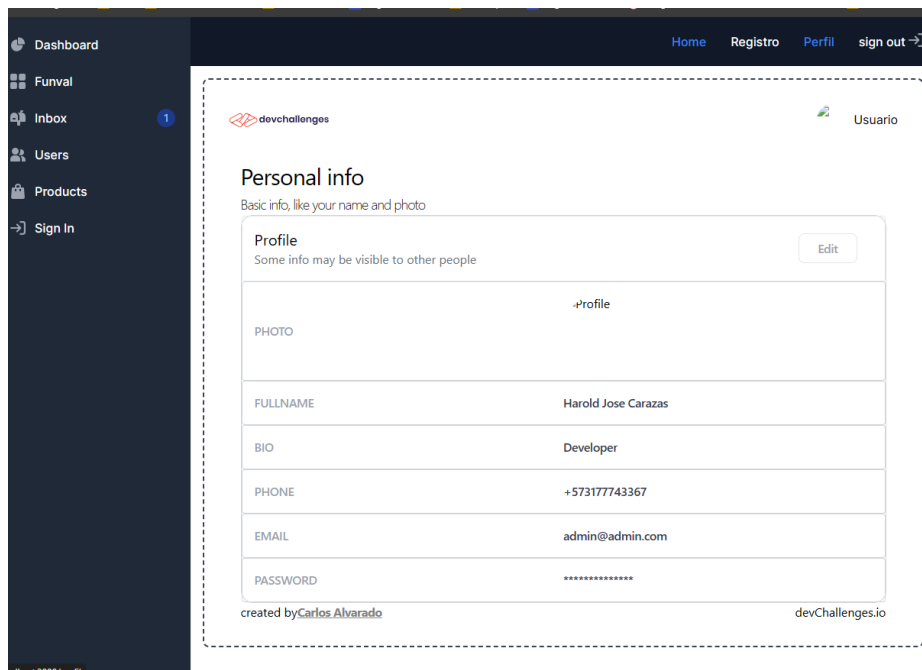 Dashboard
Funval
Inbox 1
Users
Products
Sign In
Home Registro Perfil sign out
devchallenges
Usuario
Personal info
Basic info, like your name and photo
Profile
Some info may be visible to other people
Edit
PHOTO
Profile
FULLNAME Harold Jose Carazas
BIO Developer
PHONE +573177743367
EMAIL admin@admin.com
PASSWORD **************
created byCarlos Alvarado
devChallenges.io